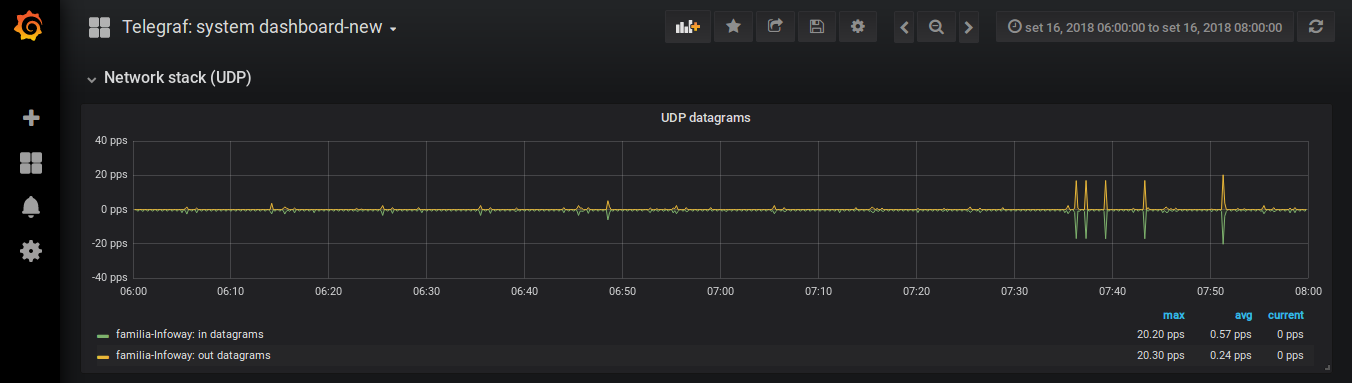 Telegraf: system dashboard-new
set 16, 2018 06:00:00 to set 16, 2018 08:00:00
Network stack (UDP)
UDP datagrams
40 pps
20 pps
0 pps
-20 pps
-40 pps
06:00 06:10 06:20 06:30 06:40 06:50 07:00 07:10 07:20 07:30 07:40 07:50 08:00
max avg current
familia-Infoway: in datagrams 20.20 pps 0.57 pps 0 pps
familia-Infoway: out datagrams 20.30 pps 0.24 pps 0 pps